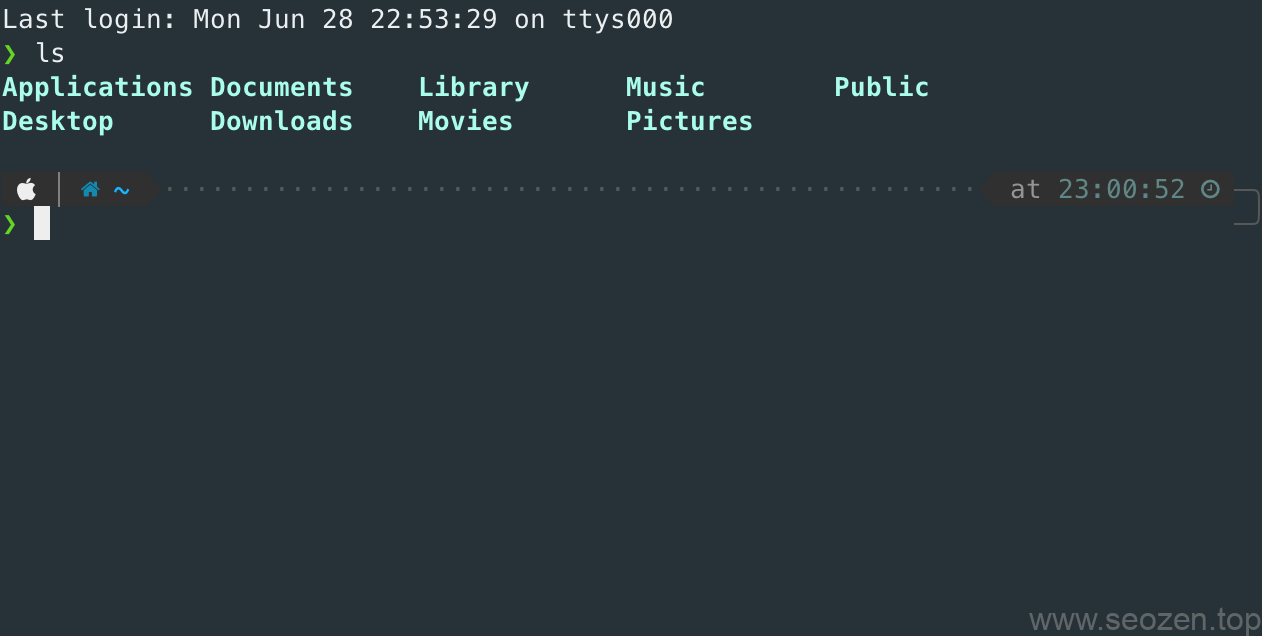 Last login: Mon Jun 28 22:53:29 on ttys000
❯ ls
Applications Documents Library Music Public
Desktop Downloads Movies Pictures
~ at 23:00:52
❯
www.seozen.top